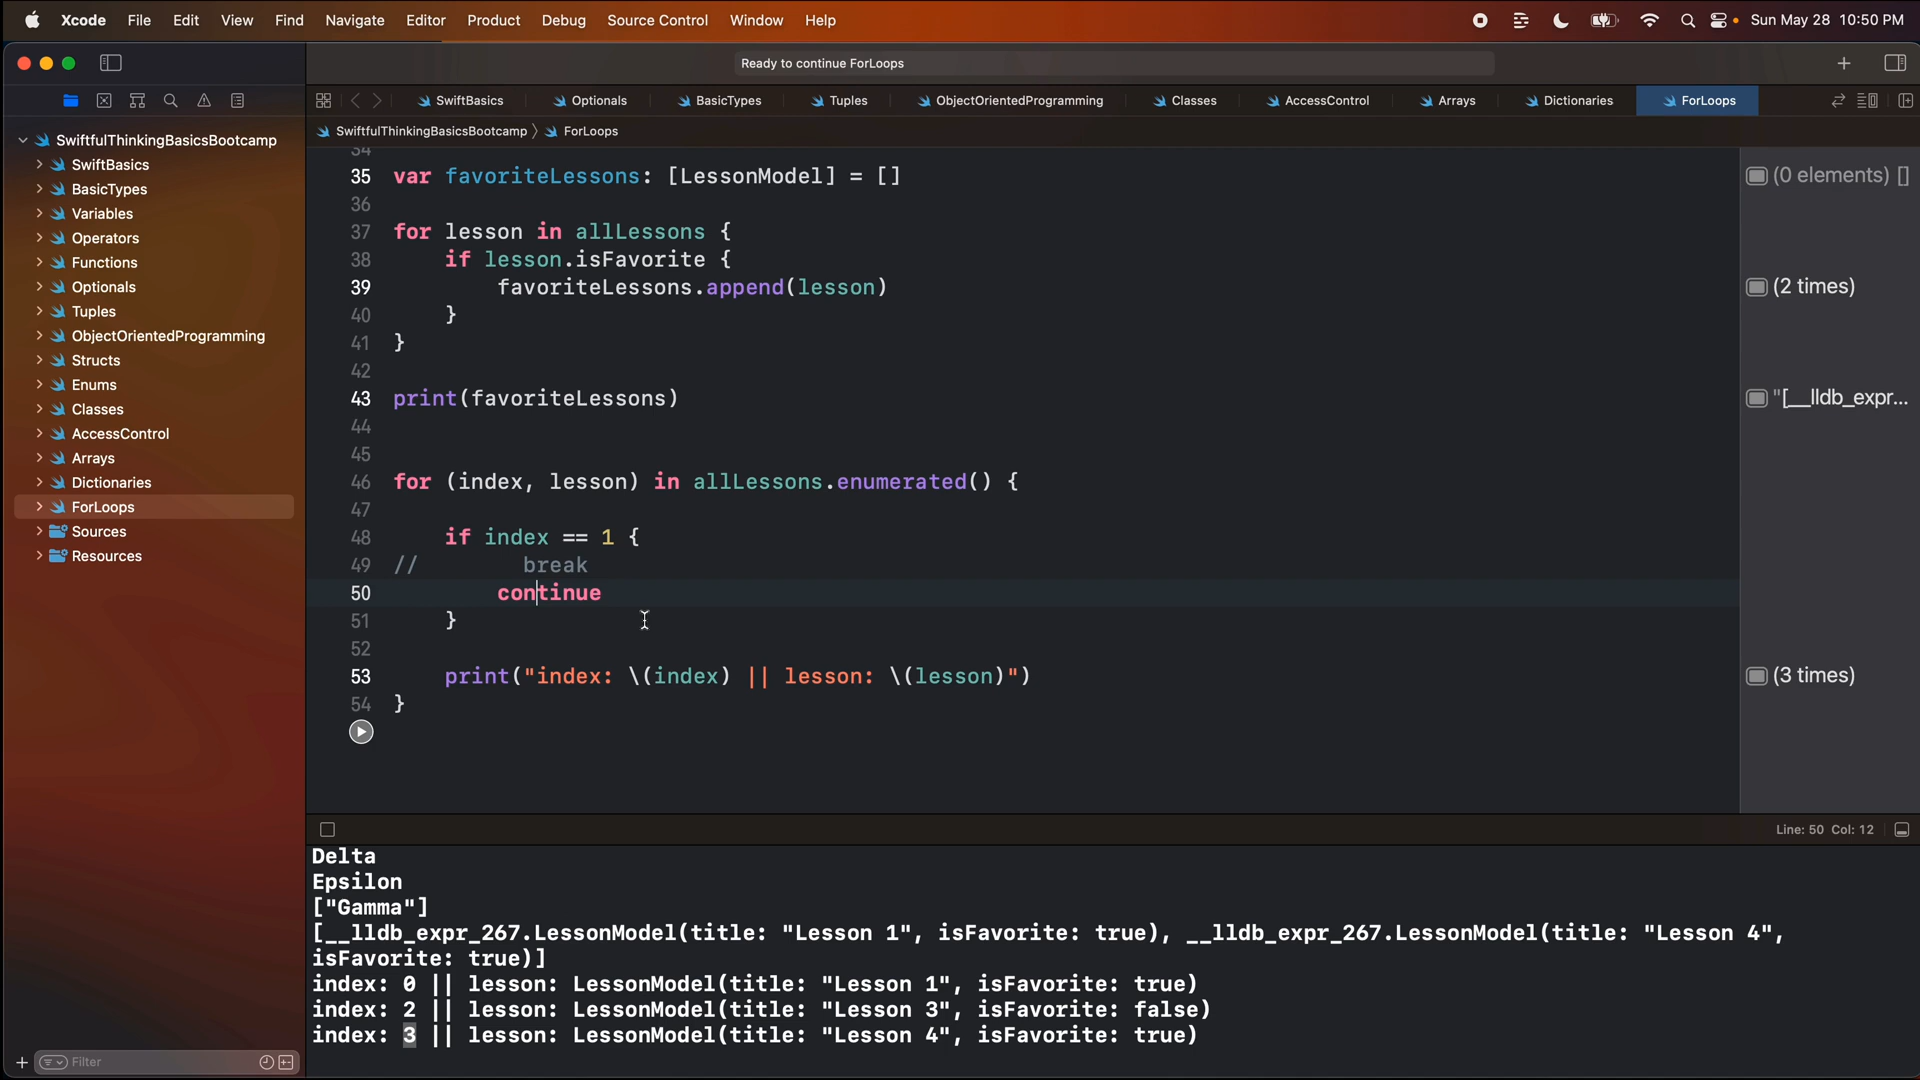 Xcode File Edit View Find Navigate Editor Product Debug Source Control Window Help Sun May 28 10:50 PM
Ready to continue ForLoops
SwiftBasics Optionals BasicTypes Tuples ObjectOrientedProgramming Classes AccessControl Arrays Dictionaries ForLoops
SwiftfulThinkingBasicsBootcamp ForLoops
SwiftfulThinkingBasicsBootcamp
SwiftBasics
BasicTypes
Variables
Operators
Functions
Optionals
Tuples
ObjectOrientedProgramming
Structs
Enums
Classes
AccessControl
Arrays
Dictionaries
ForLoops
Sources
Resources
Filter
34
35 var favoriteLessons: [LessonModel] = [] (0 elements) []
36
37 for lesson in allLessons {
38 if lesson.isFavorite {
39 favoriteLessons.append(lesson) (2 times)
40 }
41 }
42
43 print(favoriteLessons) "[__lldb_expr...
44
45
46 for (index, lesson) in allLessons.enumerated() {
47
48 if index == 1 {
49 // break
50 continue
51 }
52
53 print("index: \(index) || lesson: \(lesson)") (3 times)
54 }
Line: 50 Col: 12
Delta
Epsilon
["Gamma"]
[__lldb_expr_267.LessonModel(title: "Lesson 1", isFavorite: true), __lldb_expr_267.LessonModel(title: "Lesson 4",
isFavorite: true)]
index: 0 || lesson: LessonModel(title: "Lesson 1", isFavorite: true)
index: 2 || lesson: LessonModel(title: "Lesson 3", isFavorite: false)
index: 3 || lesson: LessonModel(title: "Lesson 4", isFavorite: true)